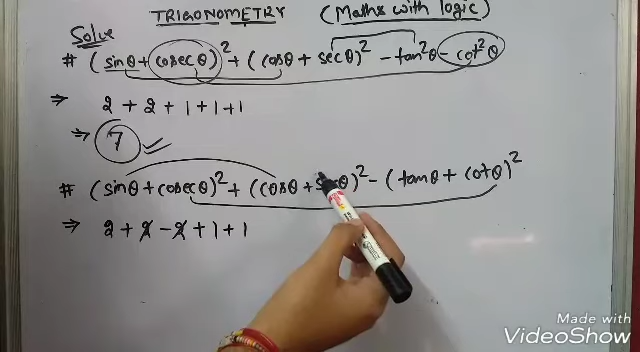 TRIGONOMETRY (Maths with logic)
Solve
# (sinθ + cosecθ)² + (cosθ + secθ)² - tan²θ - cot²θ
⇒ 2 + 2 + 1 + 1 + 1
⇒ 7
# (sinθ + cosecθ)² + (cosθ + secθ)² - (tanθ + cotθ)²
⇒ 2 + 2 - 2 + 1 + 1
Made with
VideoShow